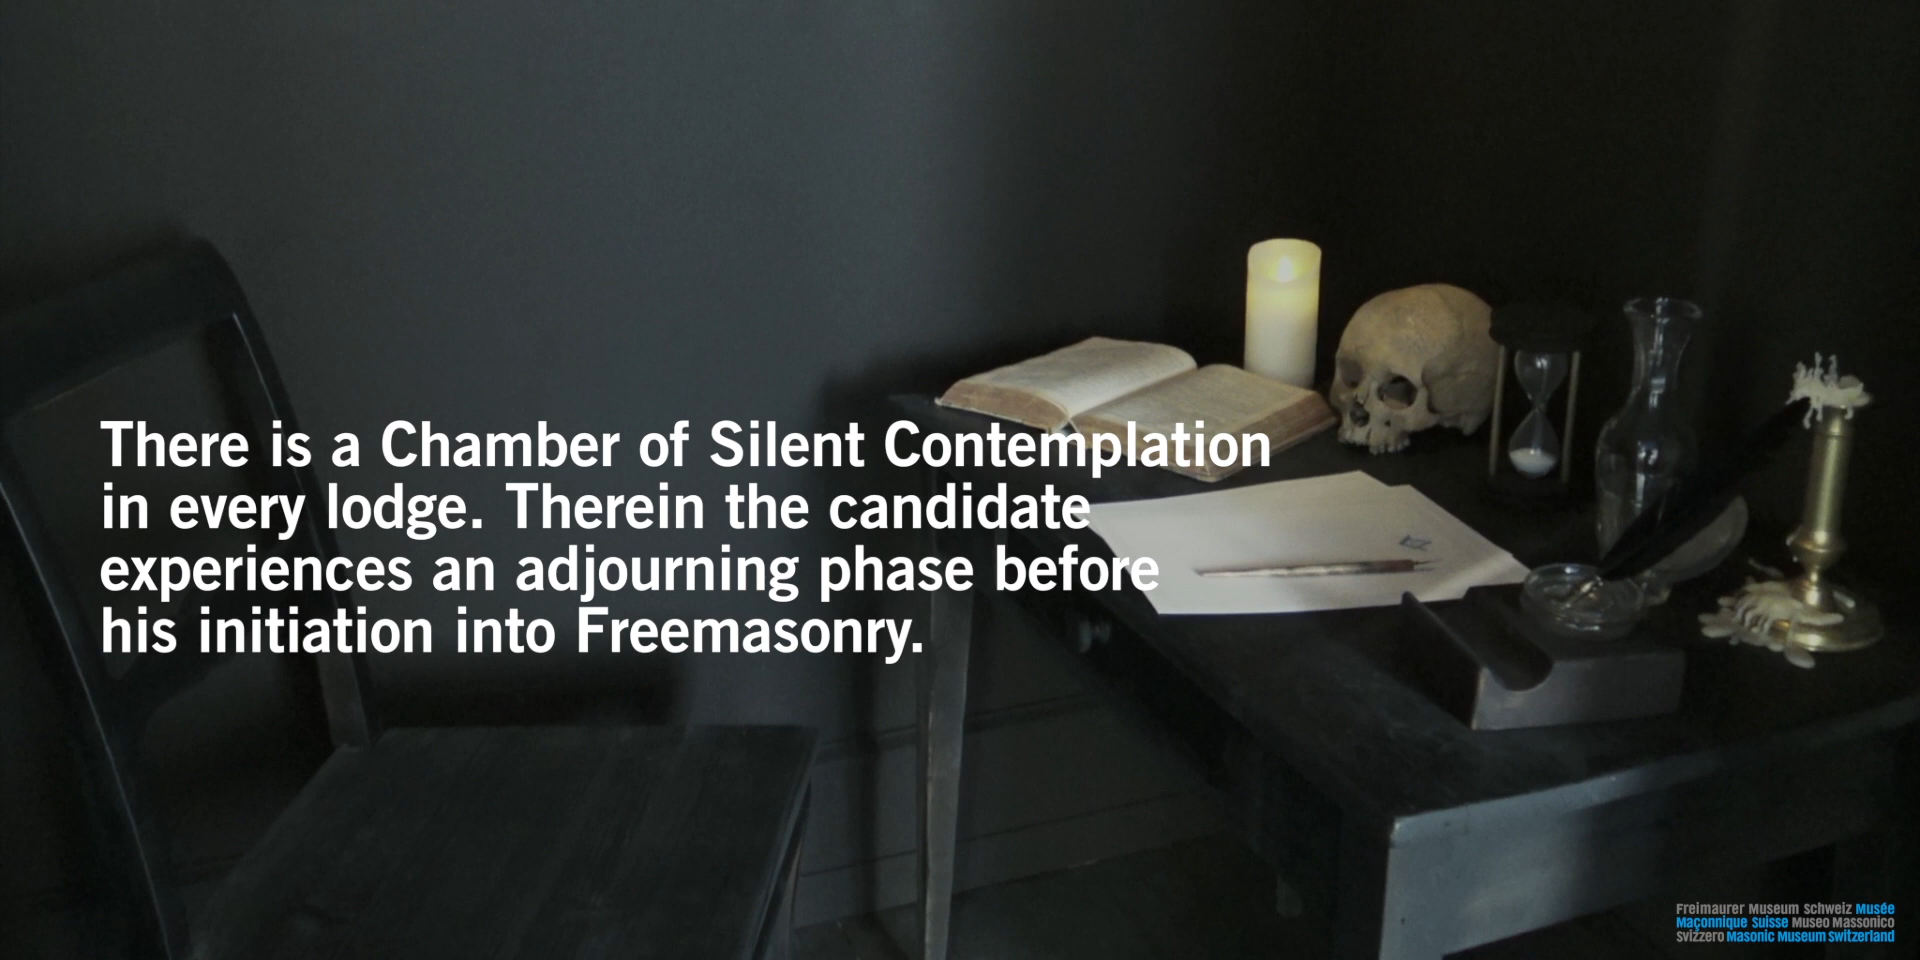 There is a Chamber of Silent Contemplation
in every lodge. Therein the candidate
experiences an adjourning phase before
his initiation into Freemasonry.
Freimaurer Museum Schweiz Musée
Maçonnique Suisse Museo Massonico
Svizzero Masonic Museum Switzerland